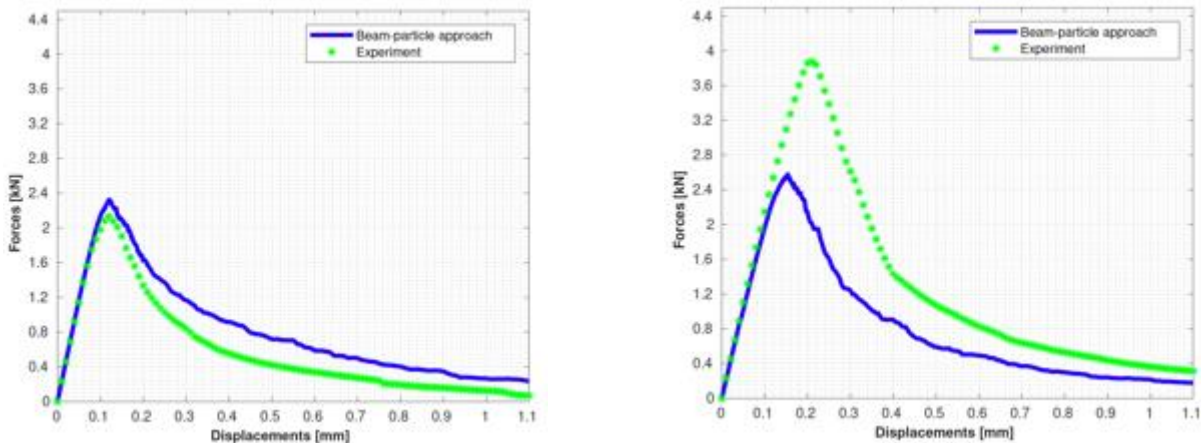 4.4
4
3.6
3.2
2.8
2.4
2
1.6
1.2
0.8
0.4
0
Forces [kN]
Beam-particle approach
Experiment
0 0.1 0.2 0.3 0.4 0.5 0.6 0.7 0.8 0.9 1 1.1
Displacements [mm]
4.4
4
3.6
3.2
2.8
2.4
2
1.6
1.2
0.8
0.4
0
Forces [kN]
Beam-particle approach
Experiment
0 0.1 0.2 0.3 0.4 0.5 0.6 0.7 0.8 0.9 1 1.1
Displacements [mm]